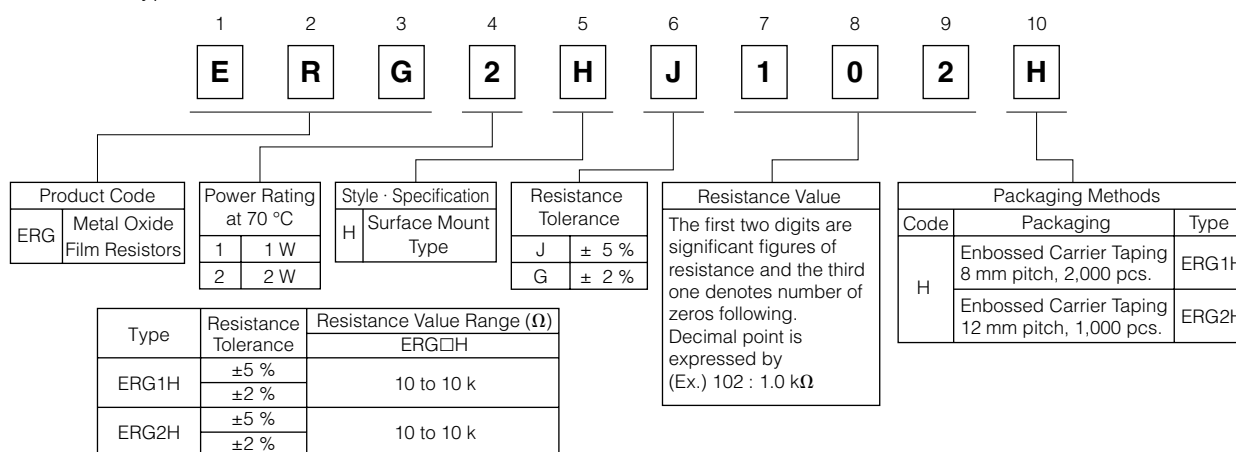 1 2 3 4 5 6 7 8 9 10
E R G 2 H J 1 0 2 H
Product Code
ERG Metal Oxide
Film Resistors
Power Rating
at 70 °C
1 1 W
2 2 W
Style · Specification
H Surface Mount
Type
Resistance
Tolerance
J ± 5 %
G ± 2 %
Resistance Value
The first two digits are
significant figures of
resistance and the third
one denotes number of
zeros following.
Decimal point is
expressed by
(Ex.) 102 : 1.0 kΩ
Packaging Methods
Code Packaging Type
H
Enbossed Carrier Taping
8 mm pitch, 2,000 pcs.
ERG1H
Enbossed Carrier Taping
12 mm pitch, 1,000 pcs.
ERG2H
Type Resistance
Tolerance
Resistance Value Range (Ω)
ERG□H
ERG1H
±5 %
±2 %
10 to 10 k
ERG2H
±5 %
±2 %
10 to 10 k